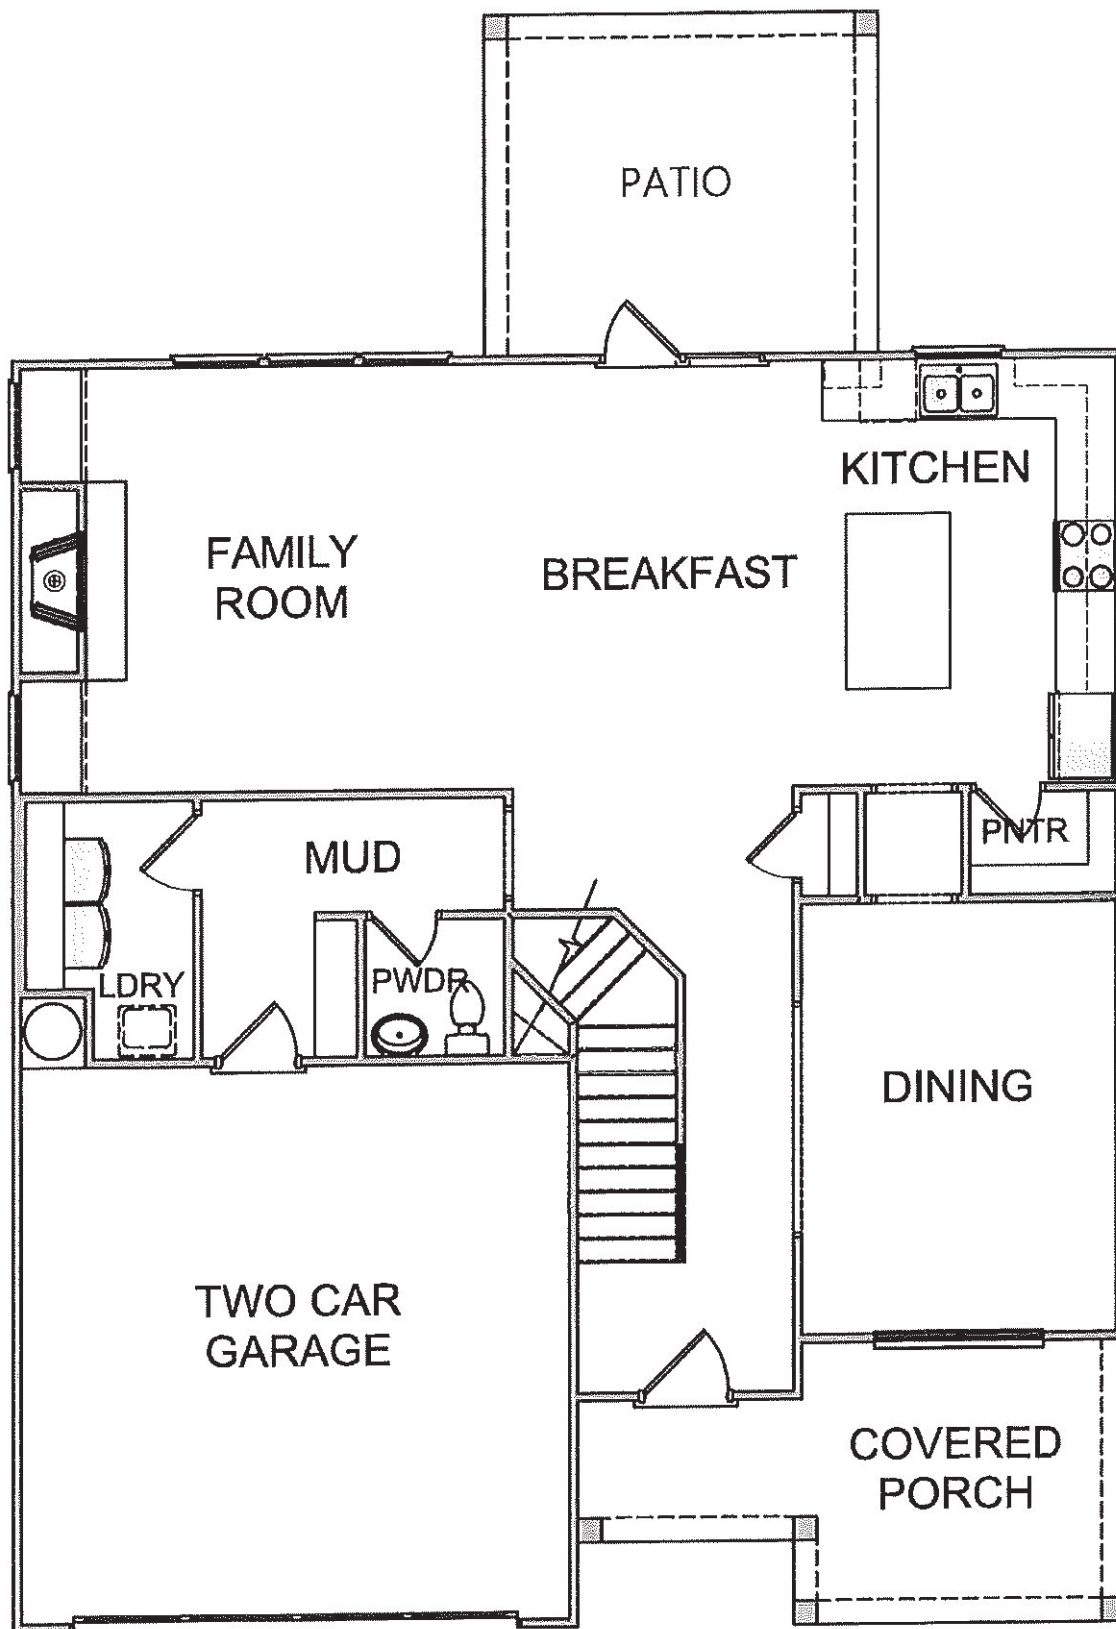 PATIO
KITCHEN
FAMILY
ROOM
BREAKFAST
MUD
PNTR
LDRY
PWDR
DINING
TWO CAR
GARAGE
COVERED
PORCH